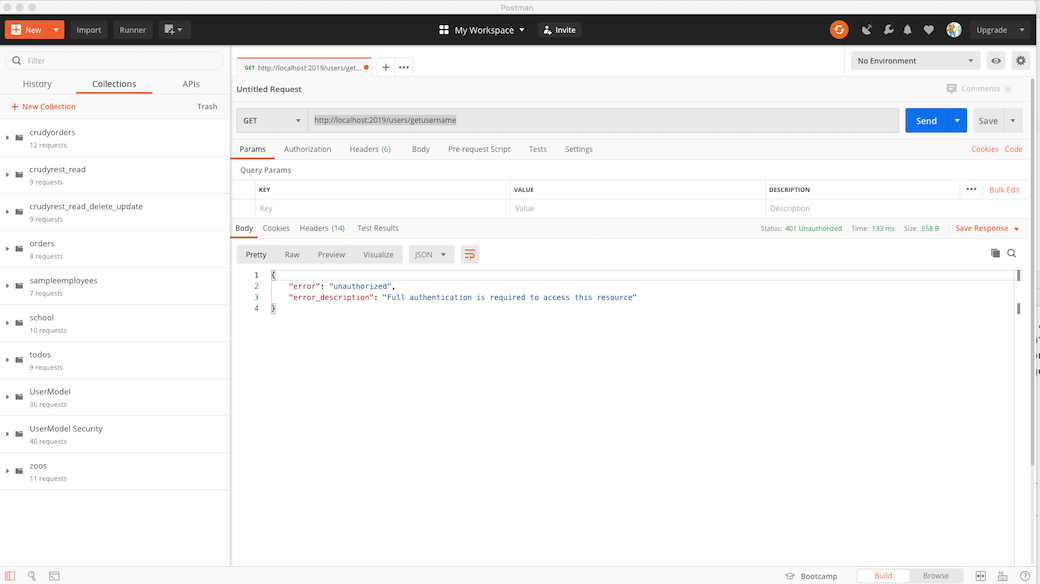 Postman
New
Import
Runner
My Workspace
Invite
Upgrade
Filter
History
Collections
APIs
+ New Collection
Trash
crudyorders
12 requests
crudyrest_read
9 requests
crudyrest_read_delete_update
9 requests
orders
8 requests
sampleemployees
7 requests
school
10 requests
todos
9 requests
UserModel
36 requests
UserModel Security
40 requests
zoos
11 requests
GET http://localhost:2019/users/get...
No Environment
Untitled Request
Comments 0
GET
http://localhost:2019/users/getusername
Send
Save
Params
Authorization
Headers (6)
Body
Pre-request Script
Tests
Settings
Cookies
Code
Query Params
KEY
VALUE
DESCRIPTION
Bulk Edit
Key
Value
Description
Body
Cookies
Headers (14)
Test Results
Status: 401 Unauthorized
Time: 133 ms
Size: 658 B
Save Response
Pretty
Raw
Preview
Visualize
JSON
1 {
2 "error": "unauthorized",
3 "error_description": "Full authentication is required to access this resource"
4 }
Bootcamp
Build
Browse